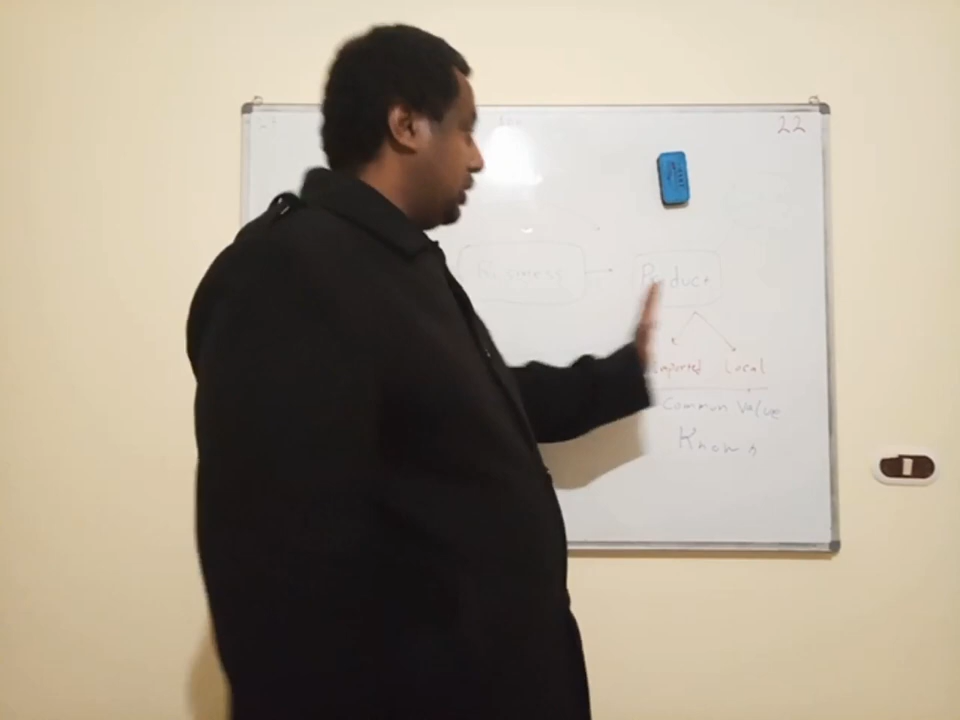 22
Business
Product
Imported Local
Common Value
Known